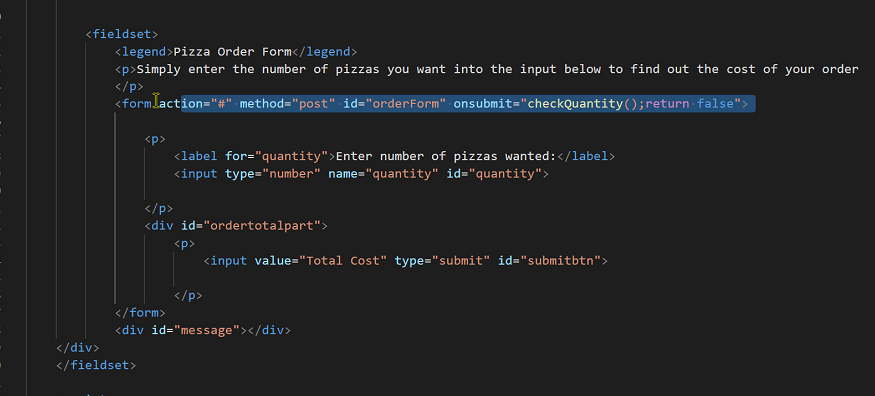 <fieldset>
<legend>Pizza Order Form</legend>
<p>Simply enter the number of pizzas you want into the input below to find out the cost of your order
</p>
<form action="#" method="post" id="orderForm" onsubmit="checkQuantity();return false">
<p>
<label for="quantity">Enter number of pizzas wanted:</label>
<input type="number" name="quantity" id="quantity">
</p>
<div id="ordertotalpart">
<p>
<input value="Total Cost" type="submit" id="submitbtn">
</p>
</form>
<div id="message"></div>
</div>
</fieldset>